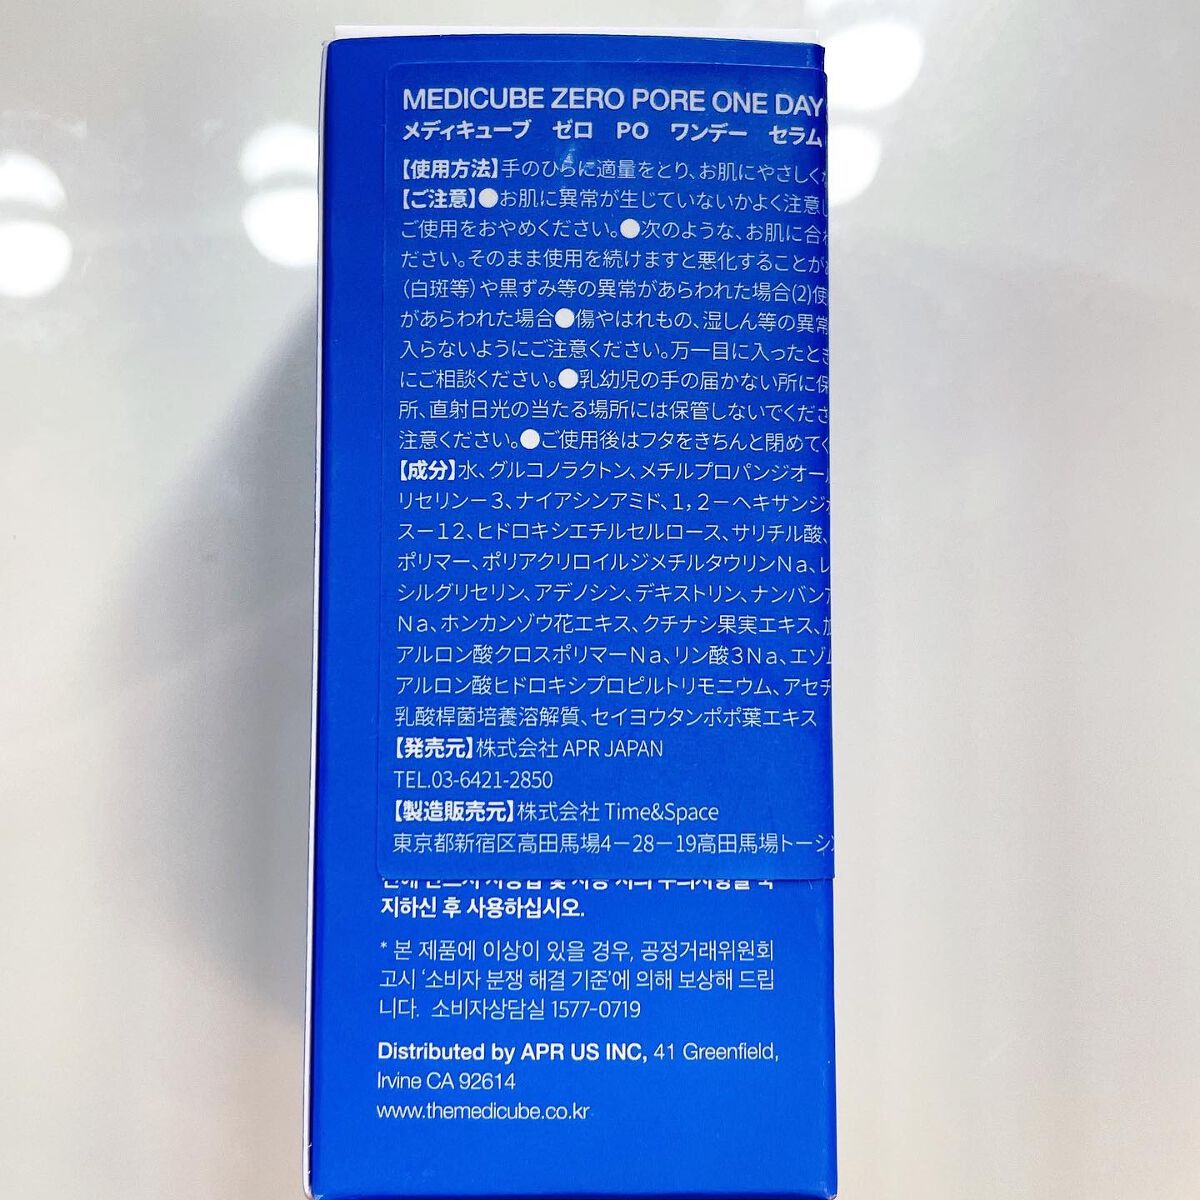 MEDICUBE ZERO PORE ONE DAY
メディキューブ ゼロ PO ワンデー セラム
【使用方法】手のひらに適量をとり、お肌にやさしく
【ご注意】●お肌に異常が生じていないかよく注意し
ご使用をおやめください。●次のような、お肌に合わ
ださい。そのまま使用を続けますと悪化することがあ
（白斑等）や黒ずみ等の異常があらわれた場合(2)使
があらわれた場合●傷やはれもの、湿しん等の異常
入らないようにご注意ください。万一目に入ったとき
にご相談ください。●乳幼児の手の届かない所に保
所、直射日光の当たる場所には保管しないでくださ
注意ください。●ご使用後はフタをきちんと閉めてく
【成分】水、グルコノラクトン、メチルプロパンジオール
リセリン－3、ナイアシンアミド、1，2－ヘキサンジオ
ス－12、ヒドロキシエチルセルロース、サリチル酸、
ポリマー、ポリアクリロイルジメチルタウリンNa、レ
シルグリセリン、アデノシン、デキストリン、ナンバンア
Na、ホンカンゾウ花エキス、クチナシ果実エキス、加
アルロン酸クロスポリマーNa、リン酸3Na、エゾム
アルロン酸ヒドロキシプロピルトリモニウム、アセチ
乳酸桿菌培養溶解質、セイヨウタンポポ葉エキス
【発売元】株式会社 APR JAPAN
TEL.03-6421-2850
【製造販売元】株式会社 Time&Space
東京都新宿区高田馬場4－28－19高田馬場トーシン
지하신 후 사용하십시오.
* 본 제품에 이상이 있을 경우, 공정거래위원회
고시 '소비자 분쟁 해결 기준'에 의해 보상해 드립
니다. 소비자상담실 1577-0719
Distributed by APR US INC, 41 Greenfield,
Irvine CA 92614
www.themedicube.co.kr